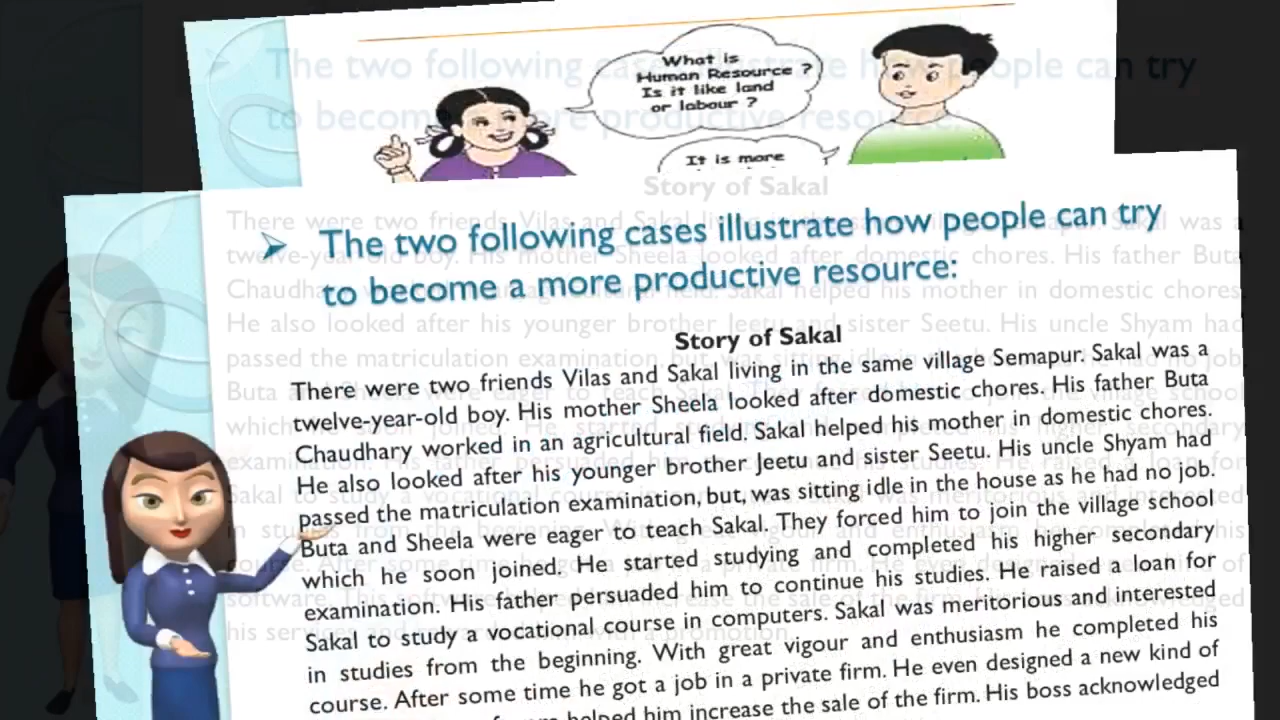 What is
Human Resource ?
Is it like land
or labour ?
It is more
The two following cases illustrate how people can try
to become a more productive resource:
Story of Sakal
There were two friends Vilas and Sakal living in the same village Semapur. Sakal was a
twelve-year-old boy. His mother Sheela looked after domestic chores. His father Buta
Chaudhary worked in an agricultural field. Sakal helped his mother in domestic chores.
He also looked after his younger brother Jeetu and sister Seetu. His uncle Shyam had
passed the matriculation examination, but, was sitting idle in the house as he had no job.
Buta and Sheela were eager to teach Sakal. They forced him to join the village school
which he soon joined. He started studying and completed his higher secondary
examination. His father persuaded him to continue his studies. He raised a loan for
Sakal to study a vocational course in computers. Sakal was meritorious and interested
in studies from the beginning. With great vigour and enthusiasm he completed his
course. After some time he got a job in a private firm. He even designed a new kind of
helped him increase the sale of the firm. His boss acknowledged